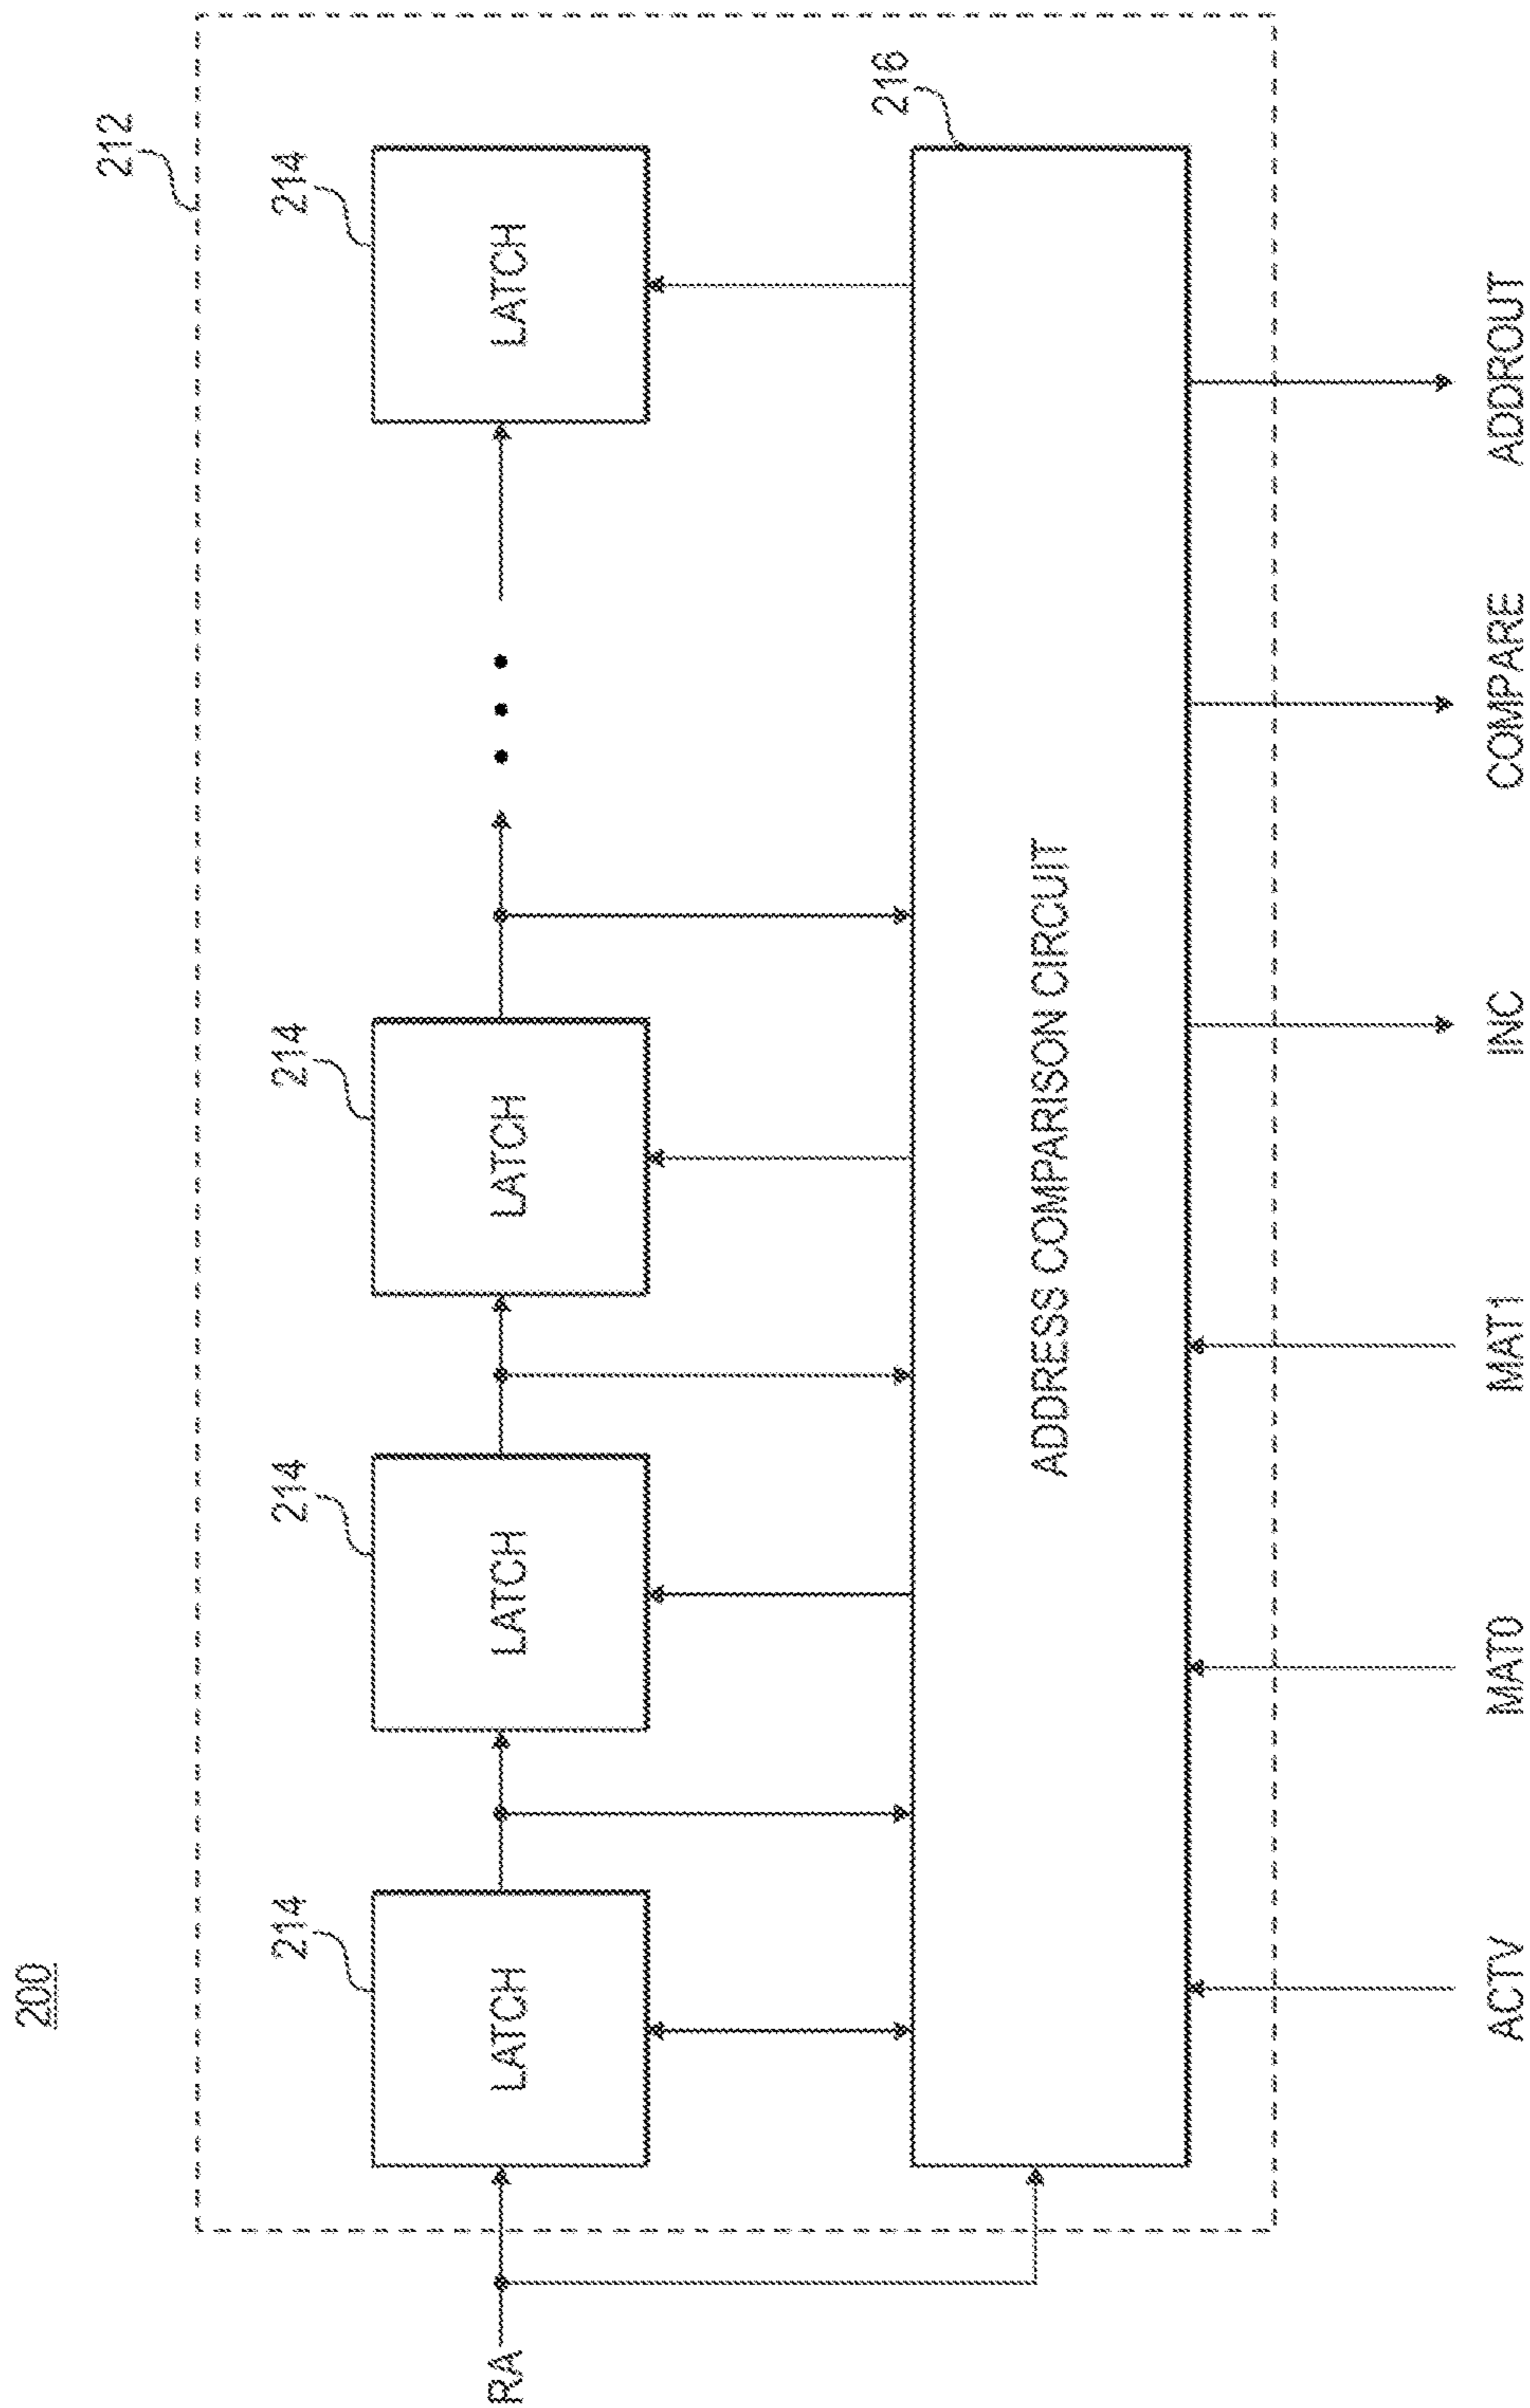 200
212
214
214
214
214
LATCH
LATCH
LATCH
LATCH
RA
216
ADDRESS COMPARISON CIRCUIT
ACTV
MAT0
MAT1
INC
COMPARE
ADDROUT